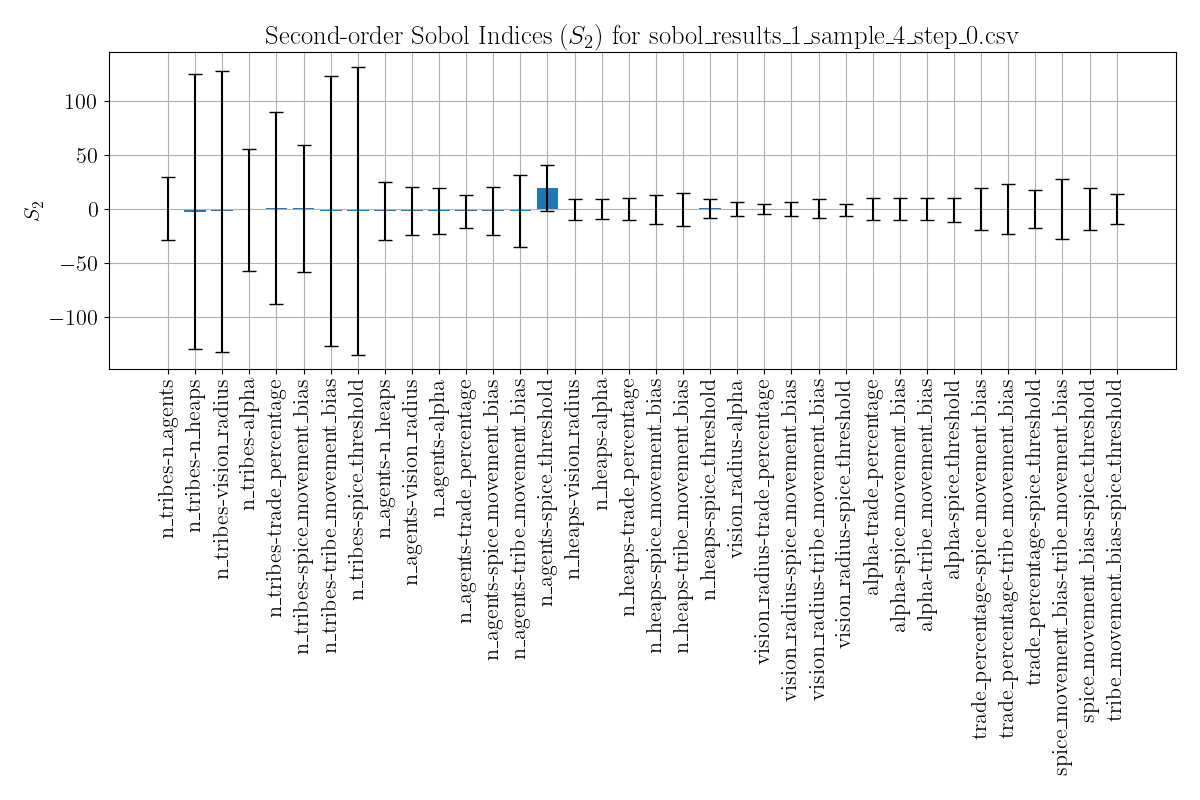 Second-order Sobol Indices (S₂) for sobol_results_1_sample_4_step_0.csv
S₂
100
50
0
−50
−100
n_tribes-n_agents
n_tribes-n_heaps
n_tribes-vision_radius
n_tribes-alpha
n_tribes-trade_percentage
n_tribes-spice_movement_bias
n_tribes-tribe_movement_bias
n_tribes-spice_threshold
n_agents-n_heaps
n_agents-vision_radius
n_agents-alpha
n_agents-trade_percentage
n_agents-spice_movement_bias
n_agents-tribe_movement_bias
n_agents-spice_threshold
n_heaps-vision_radius
n_heaps-alpha
n_heaps-trade_percentage
n_heaps-spice_movement_bias
n_heaps-tribe_movement_bias
n_heaps-spice_threshold
vision_radius-alpha
vision_radius-trade_percentage
vision_radius-spice_movement_bias
vision_radius-tribe_movement_bias
vision_radius-spice_threshold
alpha-trade_percentage
alpha-spice_movement_bias
alpha-tribe_movement_bias
alpha-spice_threshold
trade_percentage-spice_movement_bias
trade_percentage-tribe_movement_bias
trade_percentage-spice_threshold
spice_movement_bias-tribe_movement_bias
spice_movement_bias-spice_threshold
tribe_movement_bias-spice_threshold